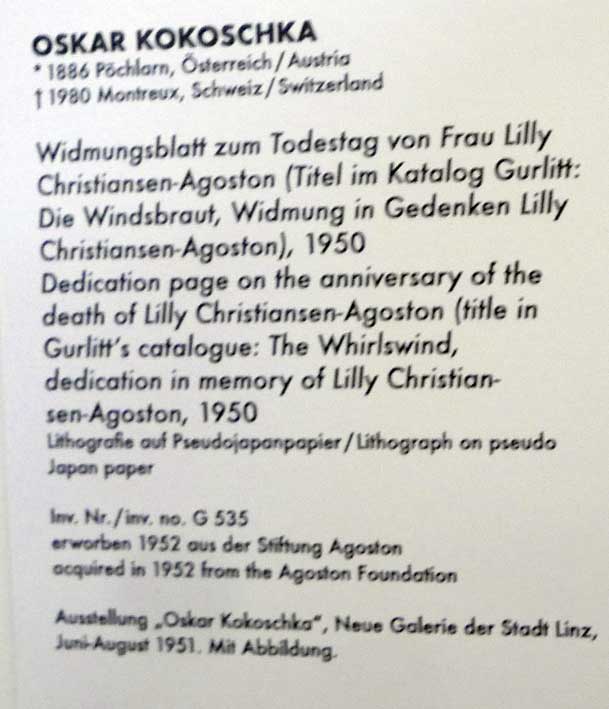 OSKAR KOKOSCHKA
* 1886 Pöchlarn, Österreich/Austria
† 1980 Montreux, Schweiz/Switzerland
Widmungsblatt zum Todestag von Frau Lilly
Christiansen-Agoston (Titel im Katalog Gurlitt:
Die Windsbraut, Widmung in Gedenken Lilly
Christiansen-Agoston), 1950
Dedication page on the anniversary of the
death of Lilly Christiansen-Agoston (title in
Gurlitt's catalogue: The Whirlswind,
dedication in memory of Lilly Christian-
sen-Agoston, 1950
Lithografie auf Pseudojapanpapier/Lithograph on pseudo
Japan paper
Inv. Nr./inv. no. G 535
erworben 1952 aus der Stiftung Agoston
acquired in 1952 from the Agoston Foundation
Ausstellung „Oskar Kokoschka“, Neue Galerie der Stadt Linz,
Juni-August 1951. Mit Abbildung.